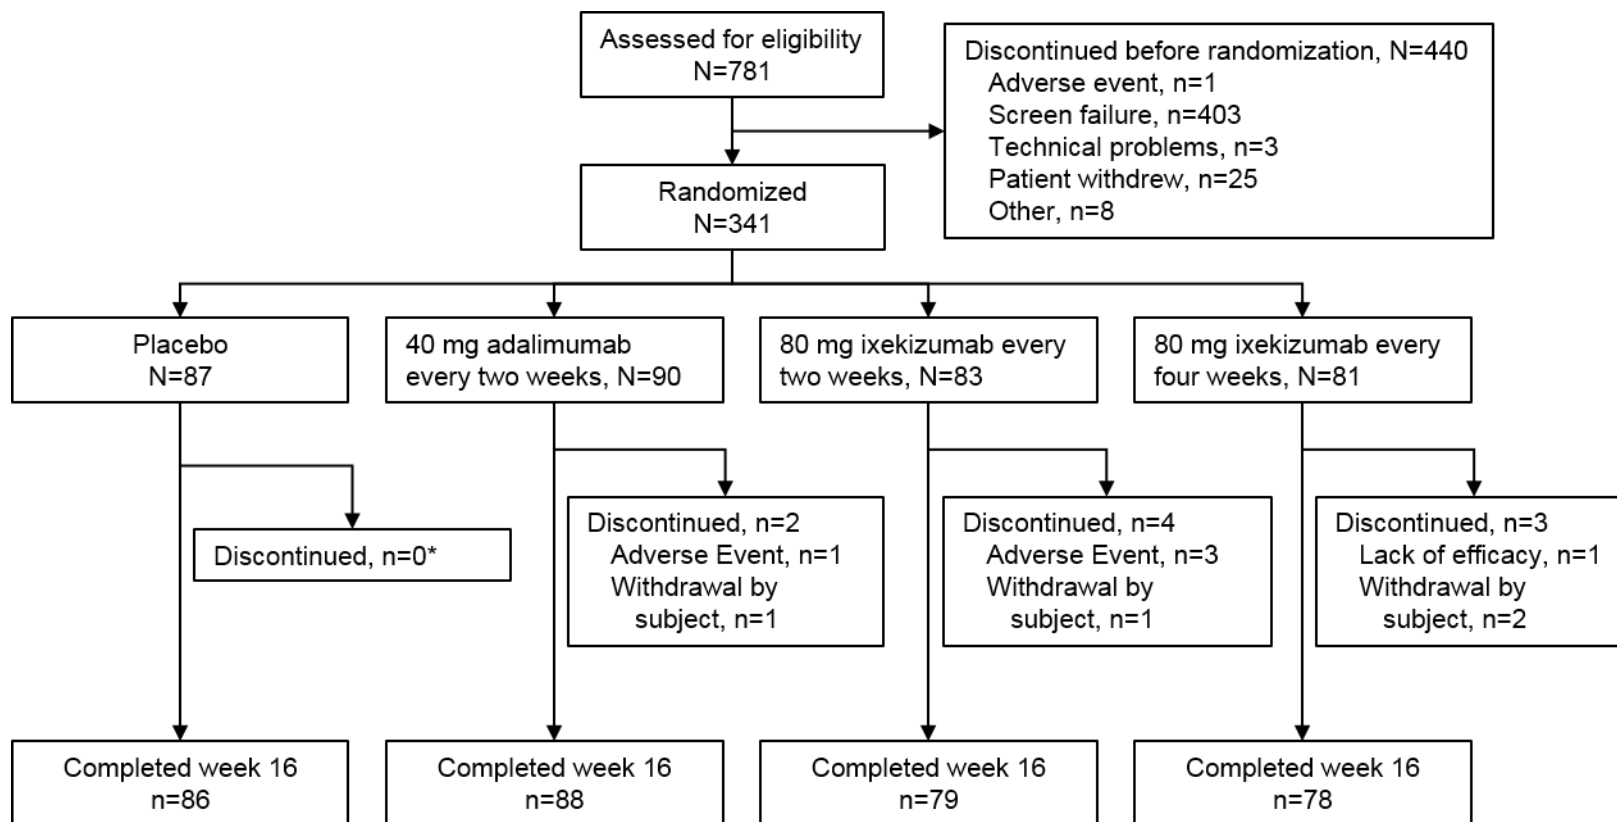 Assessed for eligibility
N=781
Discontinued before randomization, N=440
Adverse event, n=1
Screen failure, n=403
Technical problems, n=3
Patient withdrew, n=25
Other, n=8
Randomized
N=341
Placebo
N=87
40 mg adalimumab
every two weeks, N=90
80 mg ixekizumab every
two weeks, N=83
80 mg ixekizumab every
four weeks, N=81
Discontinued, n=0*
Discontinued, n=2
Adverse Event, n=1
Withdrawal by
subject, n=1
Discontinued, n=4
Adverse Event, n=3
Withdrawal by
subject, n=1
Discontinued, n=3
Lack of efficacy, n=1
Withdrawal by
subject, n=2
Completed week 16
n=86
Completed week 16
n=88
Completed week 16
n=79
Completed week 16
n=78